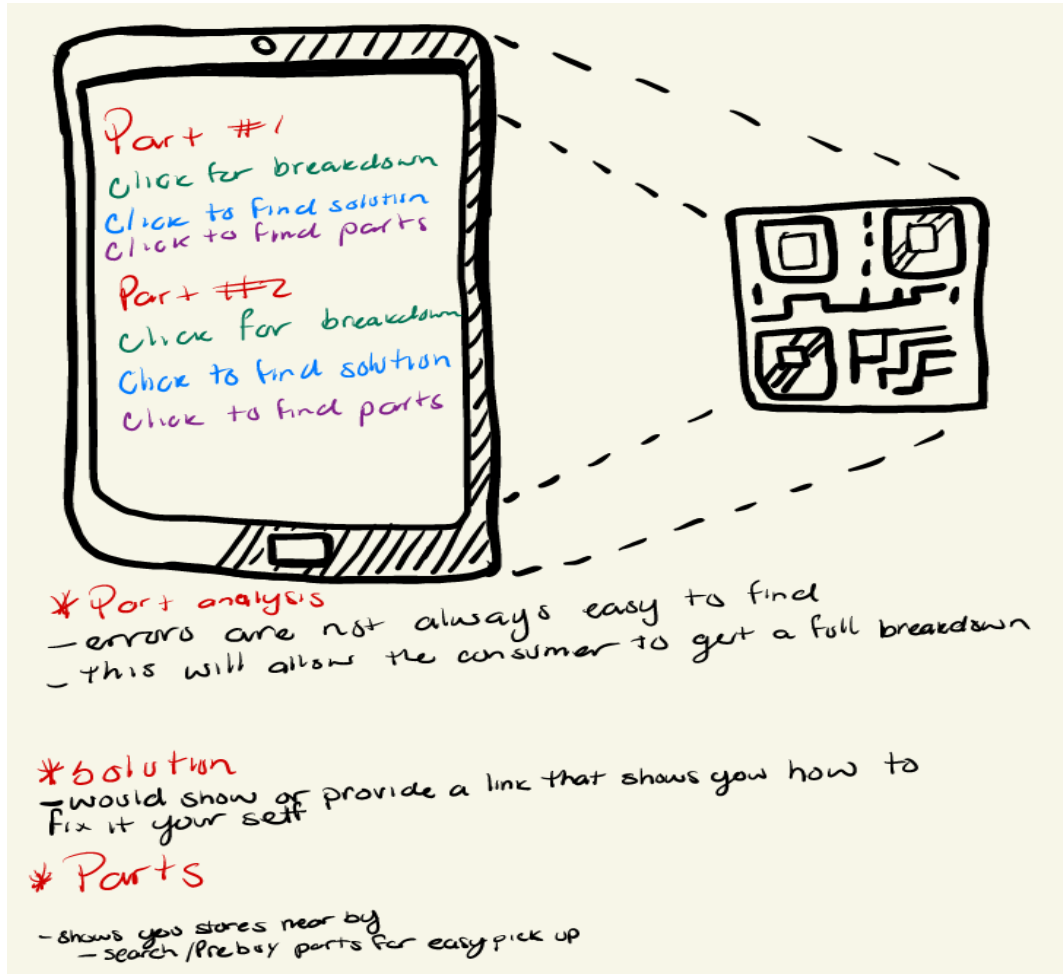 Part #1
Click for breakdown
Click to find solution
Click to find parts
Part #2
Click for breakdown
Click to find solution
Click to find parts
* Part analysis
- errors are not always easy to find
- this will allow the consumer to get a full breakdown
* Solution
- would show or provide a link that shows you how to
fix it your self
* Parts
- shows you stores near by
- search/Prebuy parts for easy pick up